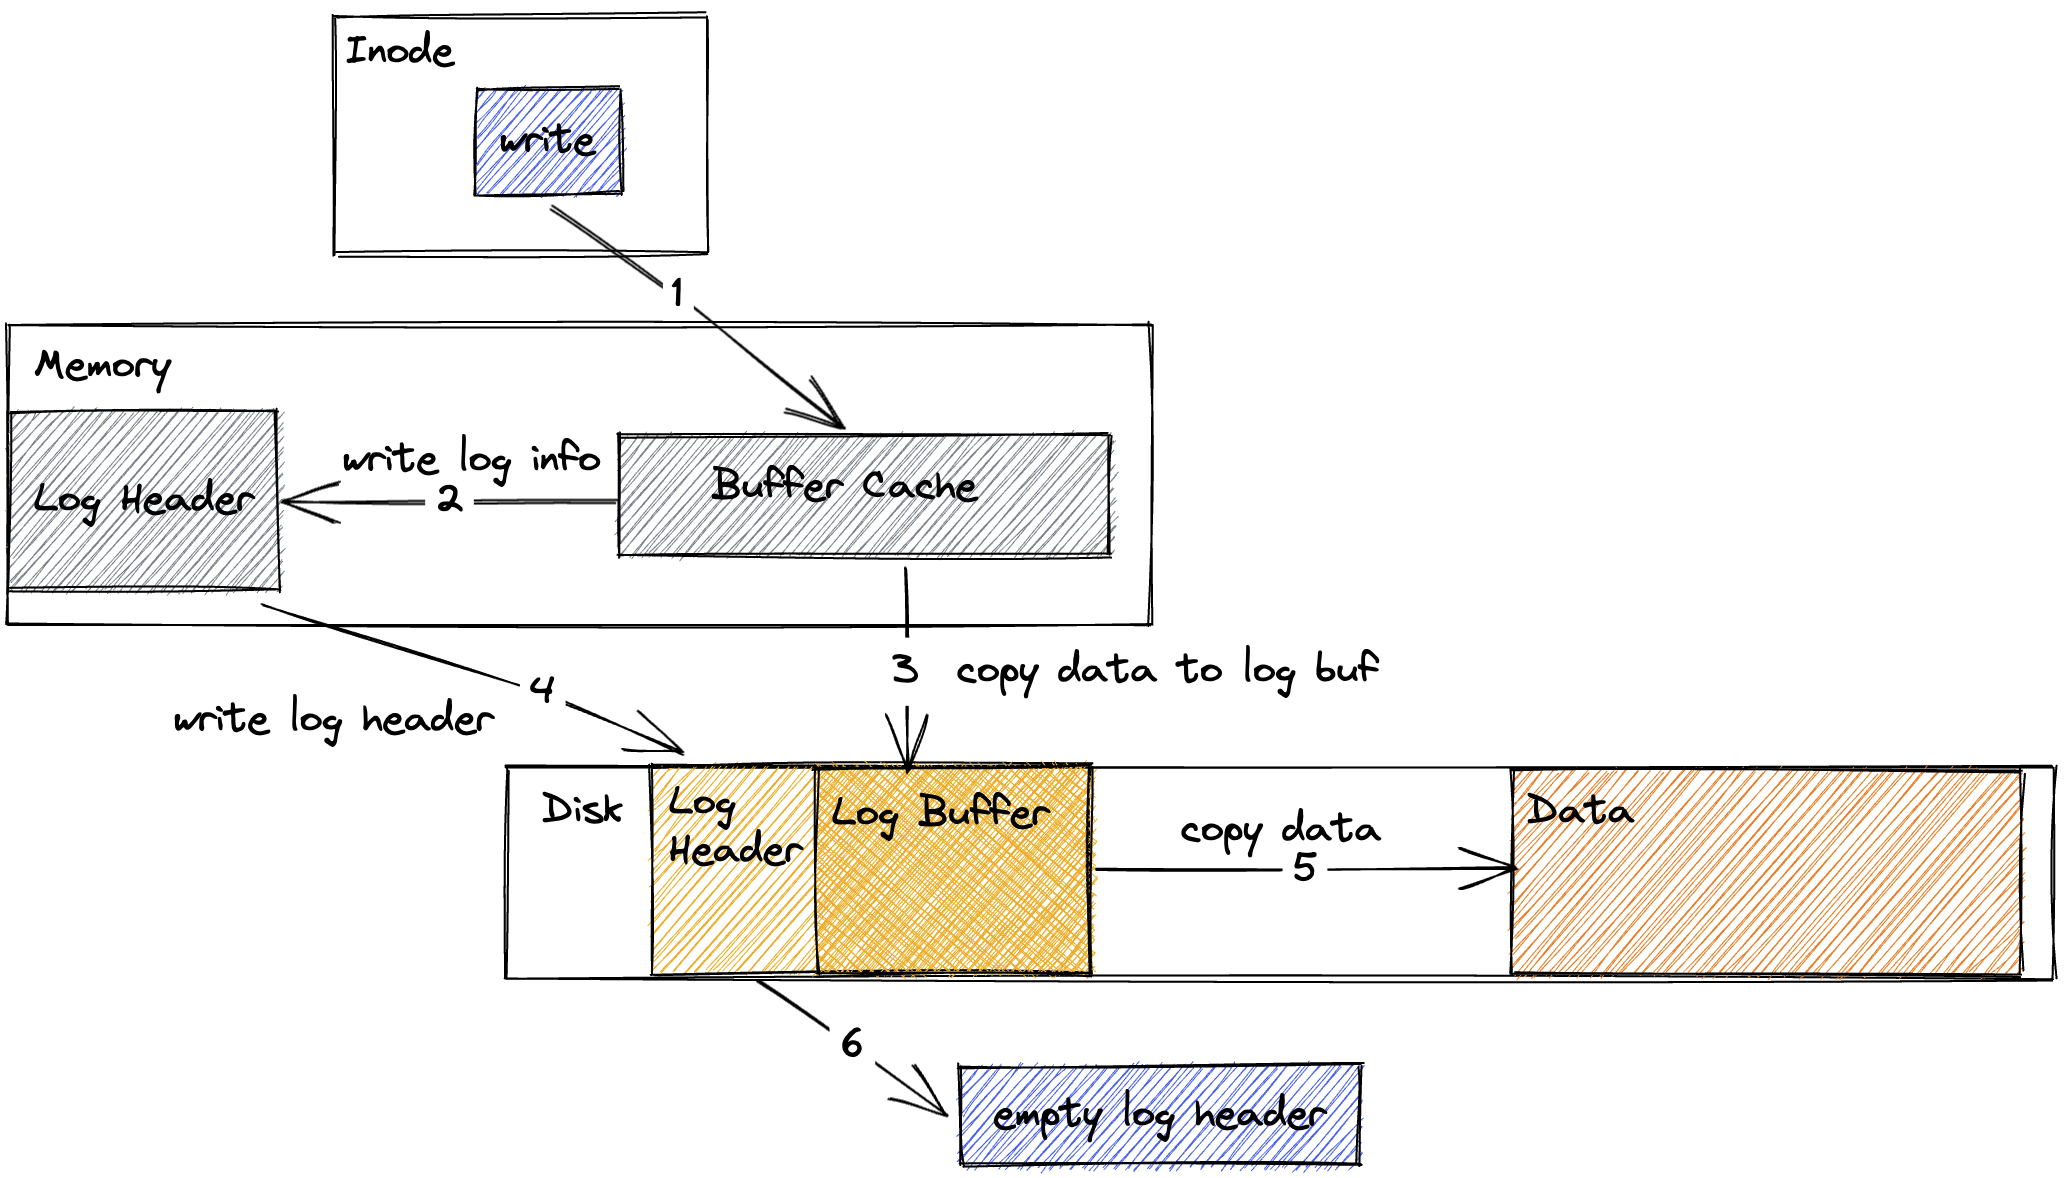 Inode
write
1
Memory
write log info
Log Header
2
Buffer Cache
3 copy data to log buf
4
write log header
Disk
Log
Header
Log Buffer
copy data
5
Data
6
empty log header